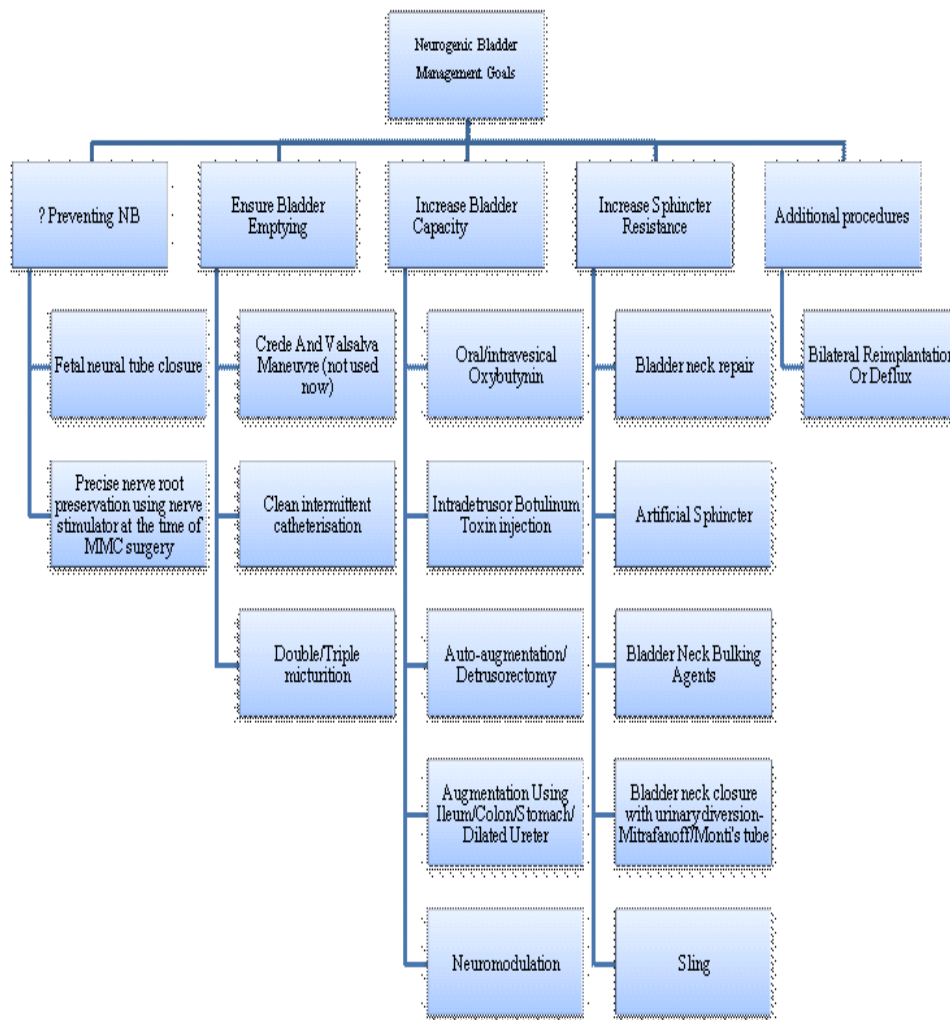 Neurogenic Bladder
Management Goals
? Preventing NB
Ensure Bladder
Emptying
Increase Bladder
Capacity
Increase Sphincter
Resistance
Additional procedures
Fetal neural tube closure
Crede And Valsalva
Maneuvre (not used
now)
Oral/intravesical
Oxybutynin
Bladder neck repair
Bilateral Reimplantation
Or Deflux
Precise nerve root
preservation using nerve
stimulator at the time of
MMC surgery
Clean intermittent
catheterisation
Intradetrusor Botulinum
Toxin injection
Artificial Sphincter
Double/Triple
micturition
Auto-augmentation/
Detrusorectomy
Bladder Neck Bulking
Agents
Augmentation Using
Ileum/Colon/Stomach/
Dilated Ureter
Bladder neck closure
with urinary diversion-
Mitrafanoff/Monti's tube
Neuromodulation
Sling